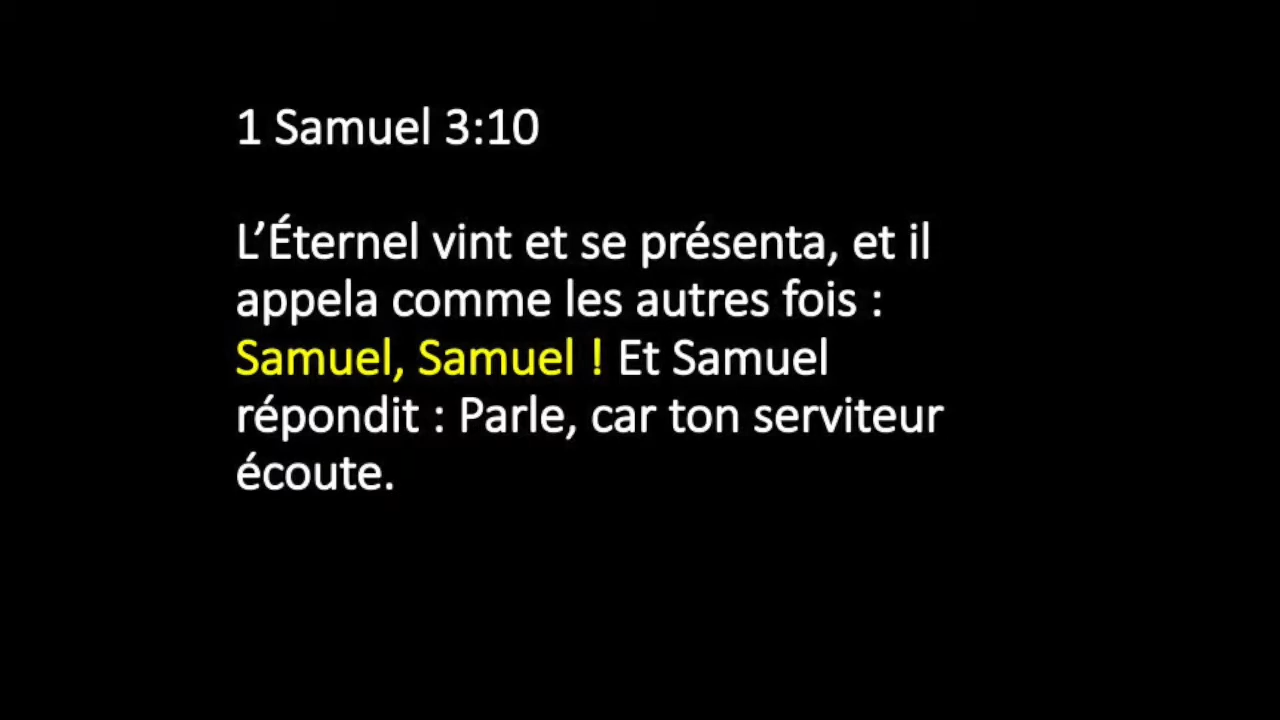 1 Samuel 3:10
L’Éternel vint et se présenta, et il
appela comme les autres fois :
Samuel, Samuel ! Et Samuel
répondit : Parle, car ton serviteur
écoute.